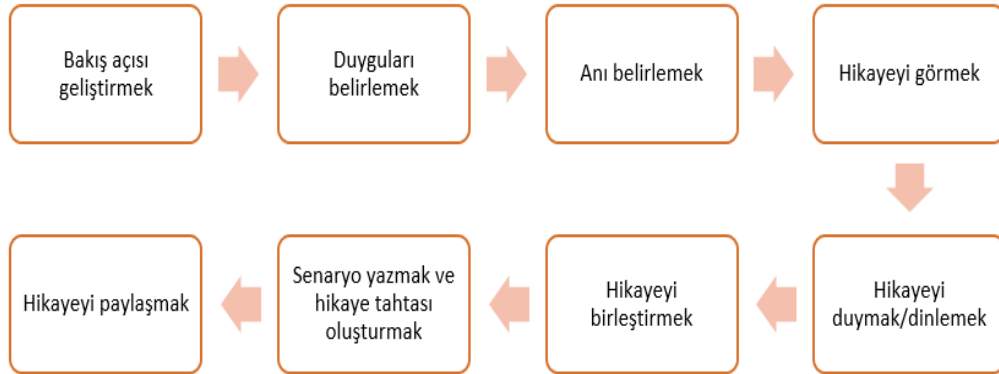 Bakış açısı
geliştirmek
Duyguları
belirlemek
Anı belirlemek
Hikayeyi görmek
Hikayeyi
duymak/dinlemek
Hikayeyi
birleştirmek
Senaryo yazmak ve
hikaye tahtası
oluşturmak
Hikayeyi paylaşmak